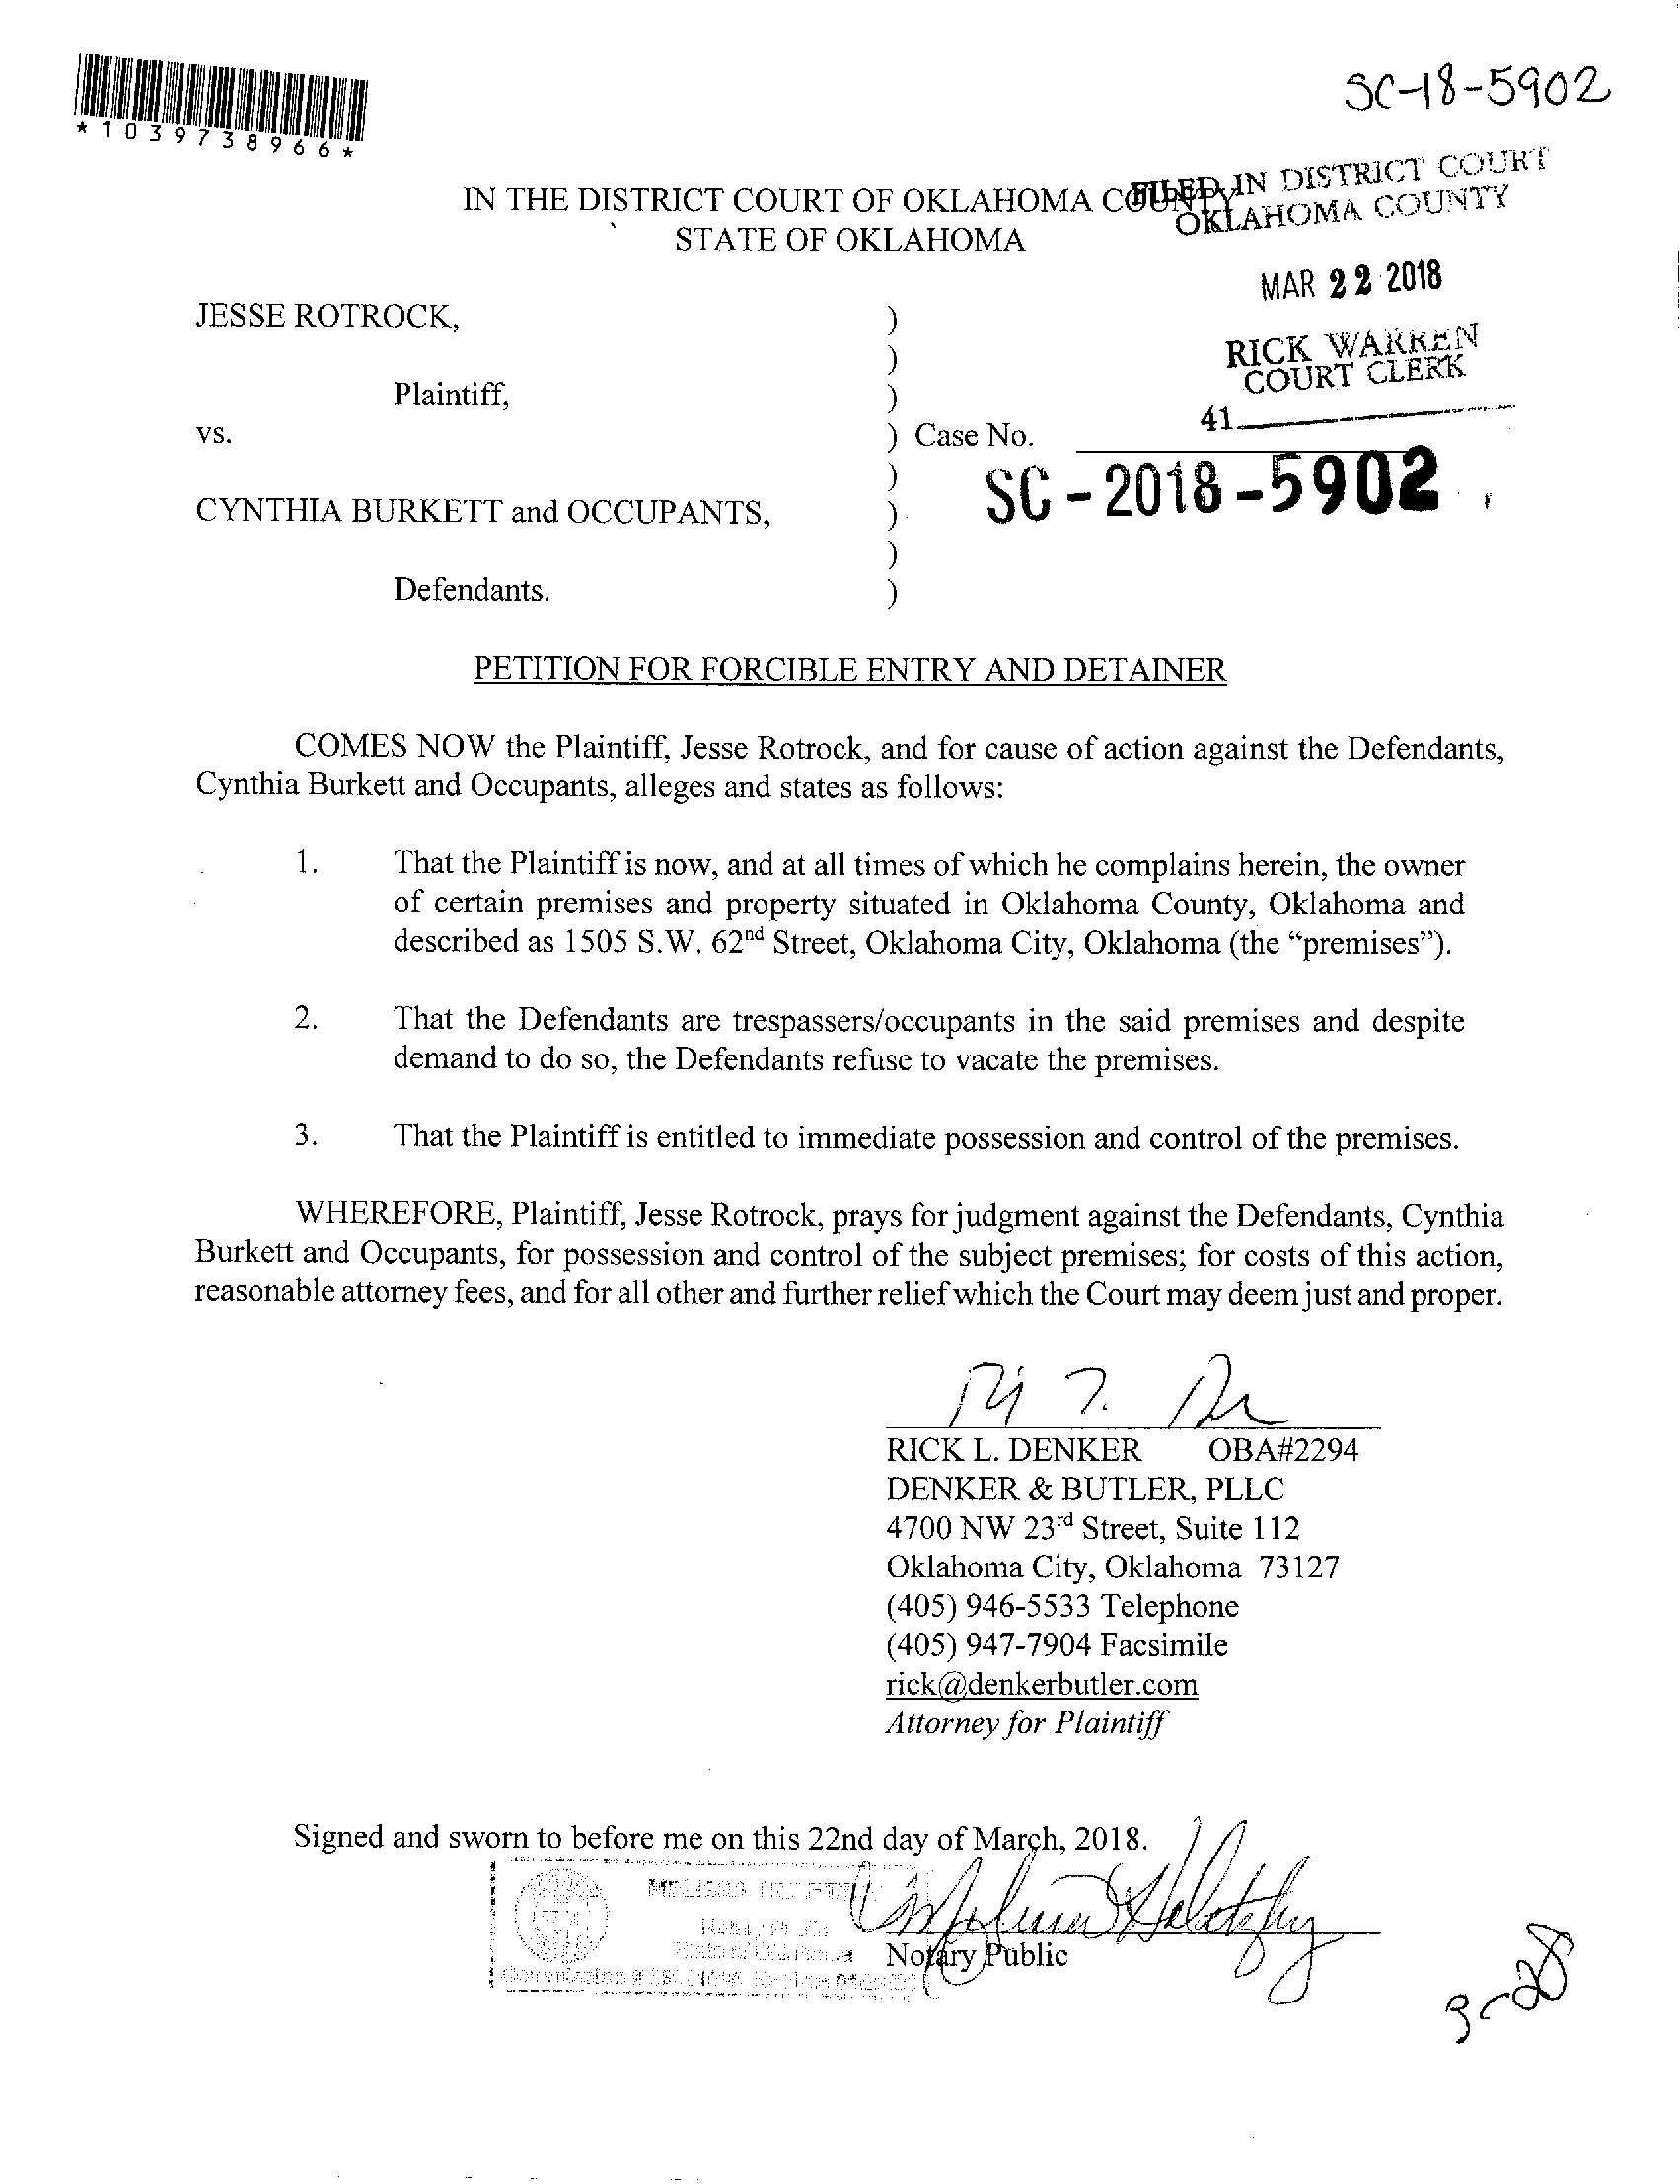 SC-18-5902
*1039738966*
IN THE DISTRICT COURT OF OKLAHOMA COUNTY
STATE OF OKLAHOMA
FILED IN DISTRICT COURT
OKLAHOMA COUNTY
MAR 22 2018
RICK WARREN
COURT CLERK
41
JESSE ROTROCK, )
)
Plaintiff, )
vs. ) Case No.
) SC-2018-5902
CYNTHIA BURKETT and OCCUPANTS, )
)
Defendants. )
PETITION FOR FORCIBLE ENTRY AND DETAINER
COMES NOW the Plaintiff, Jesse Rotrock, and for cause of action against the Defendants,
Cynthia Burkett and Occupants, alleges and states as follows:
1. That the Plaintiff is now, and at all times of which he complains herein, the owner
of certain premises and property situated in Oklahoma County, Oklahoma and
described as 1505 S.W. 62nd Street, Oklahoma City, Oklahoma (the “premises”).
2. That the Defendants are trespassers/occupants in the said premises and despite
demand to do so, the Defendants refuse to vacate the premises.
3. That the Plaintiff is entitled to immediate possession and control of the premises.
WHEREFORE, Plaintiff, Jesse Rotrock, prays for judgment against the Defendants, Cynthia
Burkett and Occupants, for possession and control of the subject premises; for costs of this action,
reasonable attorney fees, and for all other and further relief which the Court may deem just and proper.
RICK L. DENKER OBA#2294
DENKER & BUTLER, PLLC
4700 NW 23rd Street, Suite 112
Oklahoma City, Oklahoma 73127
(405) 946-5533 Telephone
(405) 947-7904 Facsimile
rick@denkerbutler.com
Attorney for Plaintiff
Signed and sworn to before me on this 22nd day of March, 2018.
Notary Public
3-28